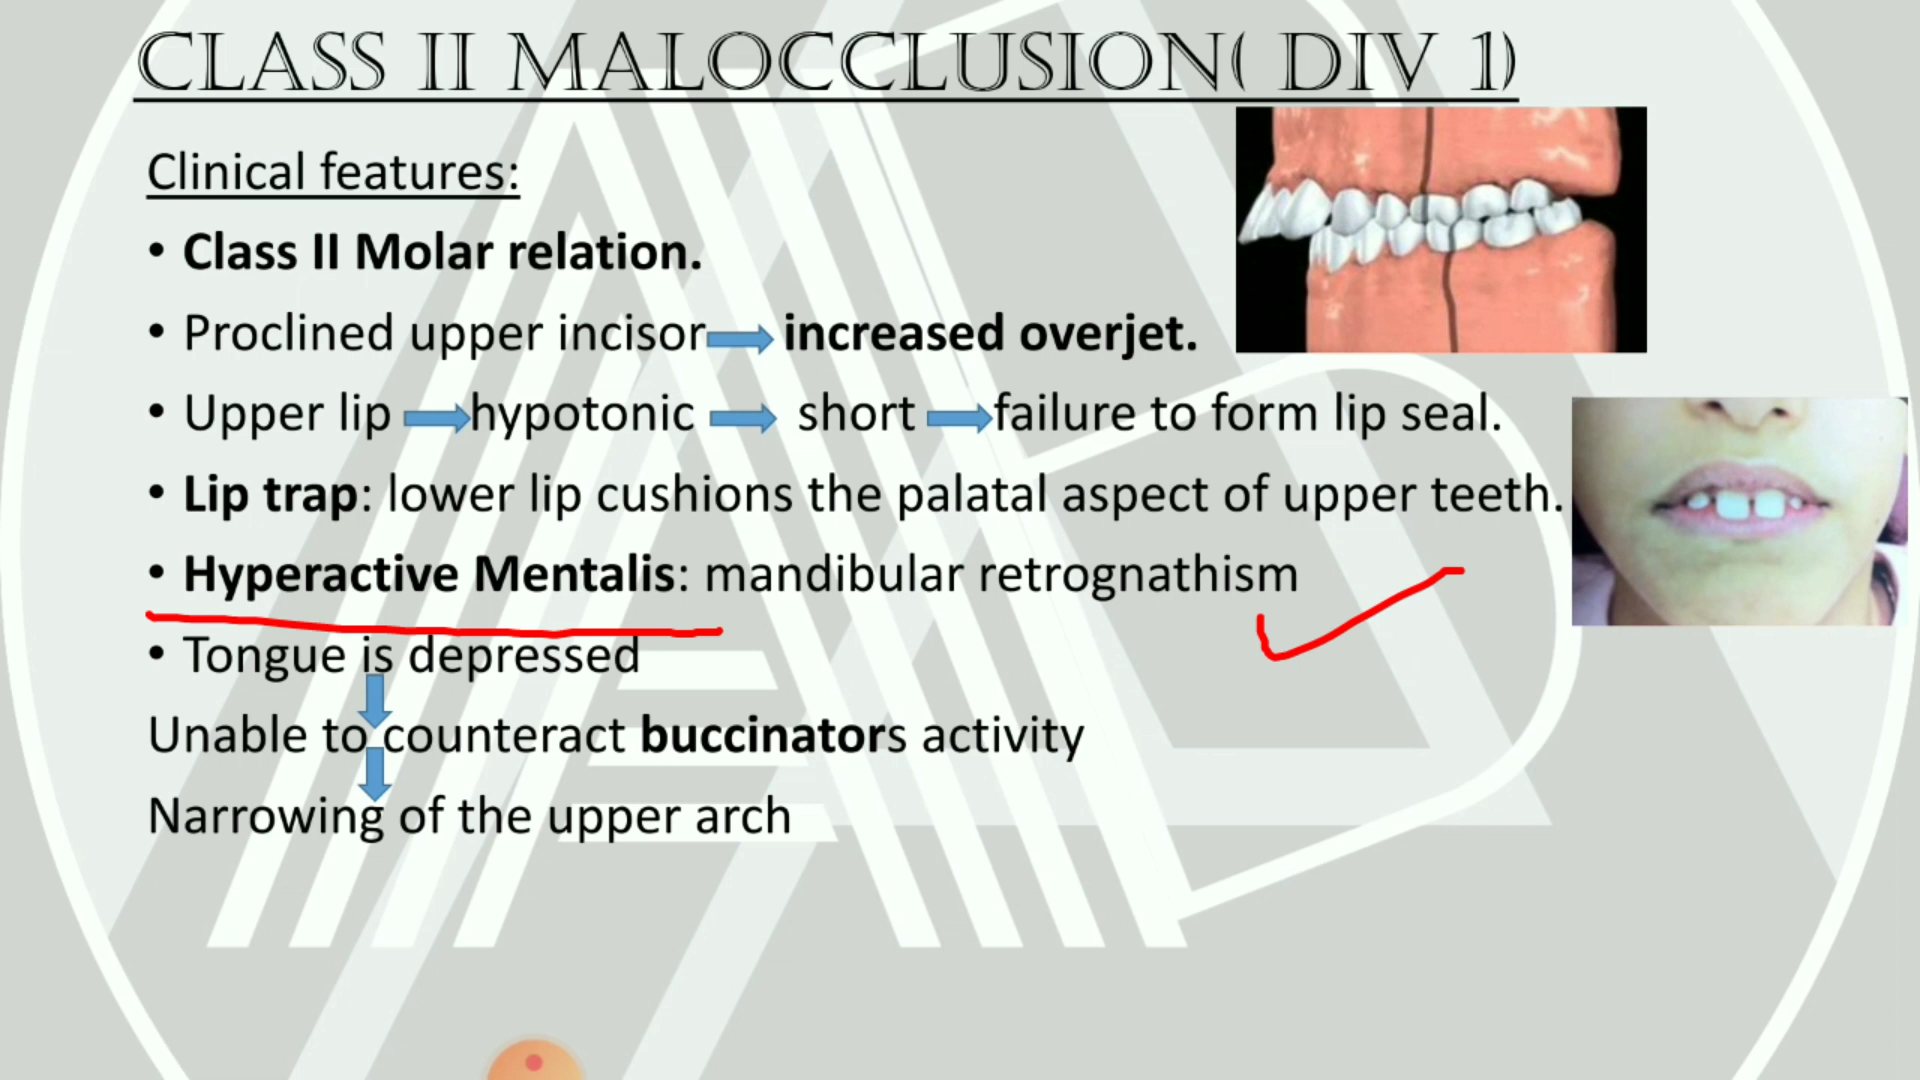 CLASS II MALOCCLUSION( DIV 1)
Clinical features:
• Class II Molar relation.
• Proclined upper incisor increased overjet.
• Upper lip hypotonic short failure to form lip seal.
• Lip trap: lower lip cushions the palatal aspect of upper teeth.
• Hyperactive Mentalis: mandibular retrognathism
• Tongue is depressed
Unable to counteract buccinators activity
Narrowing of the upper arch